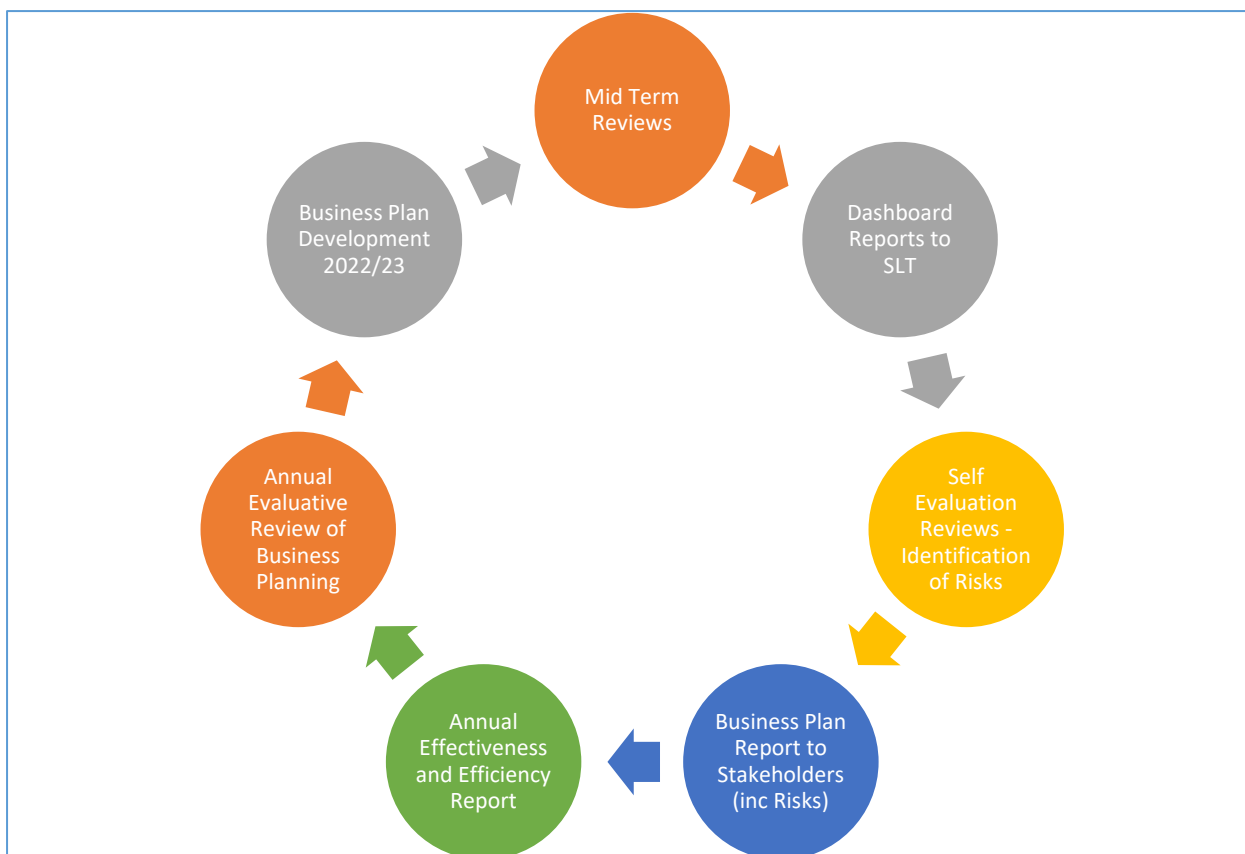 Mid Term
Reviews
Dashboard
Reports to
SLT
Self
Evaluation
Reviews -
Identification
of Risks
Business Plan
Report to
Stakeholders
(inc Risks)
Annual
Effectiveness
and Efficiency
Report
Annual
Evaluative
Review of
Business
Planning
Business Plan
Development
2022/23